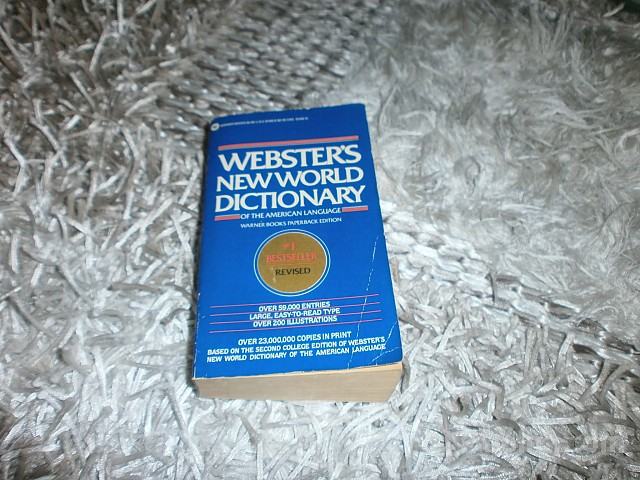 WEBSTER'S
NEW WORLD
DICTIONARY
OF THE AMERICAN LANGUAGE
WARNER BOOKS PAPERBACK EDITION
#1
BESTSELLER
REVISED
OVER 59,000 ENTRIES
LARGE, EASY-TO-READ TYPE
OVER 200 ILLUSTRATIONS
OVER 23,000,000 COPIES IN PRINT
BASED ON THE SECOND COLLEGE EDITION OF WEBSTER'S
NEW WORLD DICTIONARY OF THE AMERICAN LANGUAGE